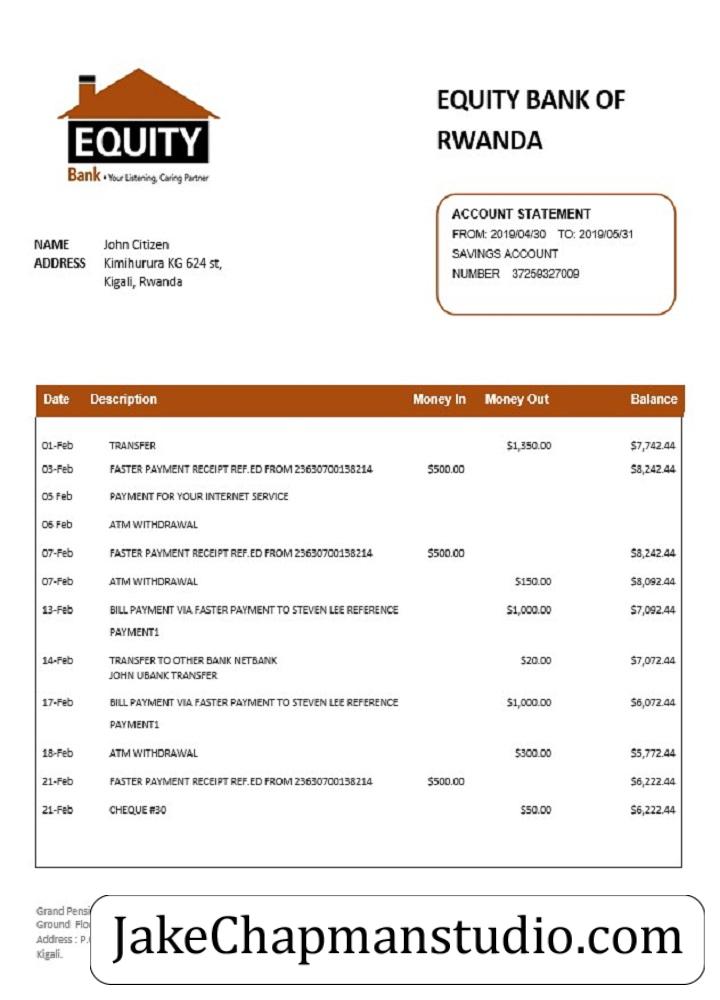 EQUITY
Bank • Your Listening, Caring Partner
EQUITY BANK OF
RWANDA
ACCOUNT STATEMENT
FROM: 2019/04/30 TO: 2019/05/31
SAVINGS ACCOUNT
NUMBER 37259327009
NAME John Citizen
ADDRESS Kimihurura KG 624 st,
Kigali, Rwanda
Date Description Money In Money Out Balance
01-Feb TRANSFER $1,350.00 $7,742.44
03-Feb FASTER PAYMENT RECEIPT REF.ED FROM 23630700138214 $500.00 $8,242.44
05 Feb PAYMENT FOR YOUR INTERNET SERVICE
06 Feb ATM WITHDRAWAL
07-Feb FASTER PAYMENT RECEIPT REF.ED FROM 23630700138214 $500.00 $8,242.44
07-Feb ATM WITHDRAWAL $150.00 $8,092.44
13-Feb BILL PAYMENT VIA FASTER PAYMENT TO STEVEN LEE REFERENCE $1,000.00 $7,092.44
PAYMENT1
14-Feb TRANSFER TO OTHER BANK NETBANK $20.00 $7,072.44
JOHN UBANK TRANSFER
17-Feb BILL PAYMENT VIA FASTER PAYMENT TO STEVEN LEE REFERENCE $1,000.00 $6,072.44
PAYMENT1
18-Feb ATM WITHDRAWAL $300.00 $5,772.44
21-Feb FASTER PAYMENT RECEIPT REF.ED FROM 23630700138214 $500.00 $6,222.44
21-Feb CHEQUE #30 $50.00 $6,222.44
Grand Pensi
Ground Flo
Address : P.
Kigali.
JakeChapmanstudio.com